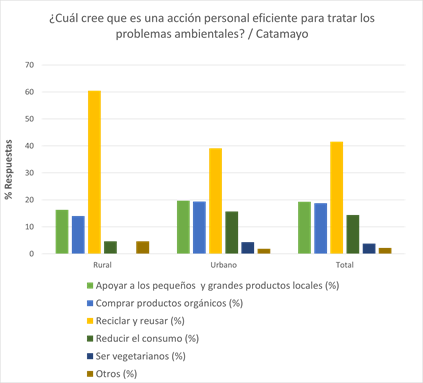 ¿Cuál cree que es una acción personal eficiente para tratar los
problemas ambientales? / Catamayo
% Respuestas
70
60
50
40
30
20
10
0
Rural
Urbano
Total
Apoyar a los pequeños y grandes productos locales (%)
Comprar productos orgánicos (%)
Reciclar y reusar (%)
Reducir el consumo (%)
Ser vegetarianos (%)
Otros (%)